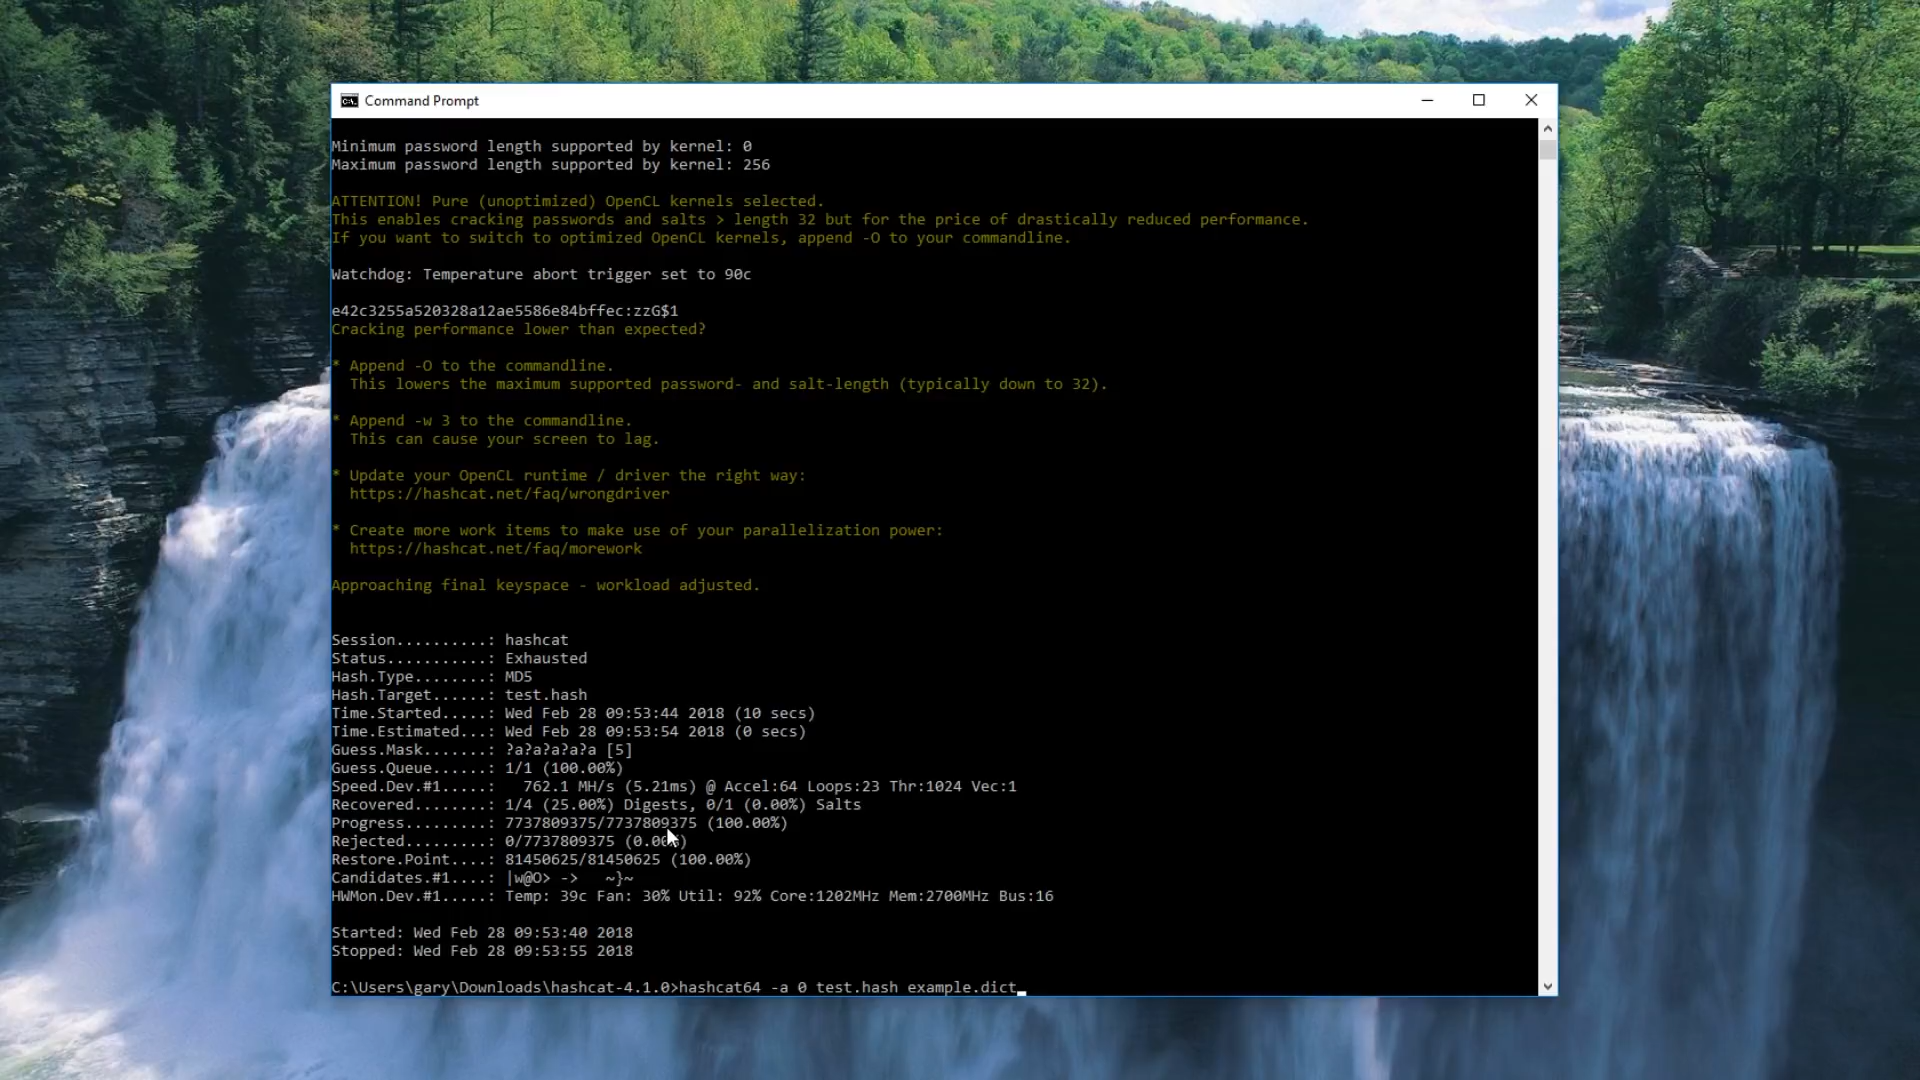 Command Prompt
Minimum password length supported by kernel: 0
Maximum password length supported by kernel: 256
ATTENTION! Pure (unoptimized) OpenCL kernels selected.
This enables cracking passwords and salts > length 32 but for the price of drastically reduced performance.
If you want to switch to optimized OpenCL kernels, append -O to your commandline.
Watchdog: Temperature abort trigger set to 90c
e42c3255a520328a12ae5586e84bffec:zzG$1
Cracking performance lower than expected?
* Append -O to the commandline.
This lowers the maximum supported password- and salt-length (typically down to 32).
* Append -w 3 to the commandline.
This can cause your screen to lag.
* Update your OpenCL runtime / driver the right way:
https://hashcat.net/faq/wrongdriver
* Create more work items to make use of your parallelization power:
https://hashcat.net/faq/morework
Approaching final keyspace - workload adjusted.
Session..........: hashcat
Status...........: Exhausted
Hash.Type........: MD5
Hash.Target......: test.hash
Time.Started.....: Wed Feb 28 09:53:44 2018 (10 secs)
Time.Estimated...: Wed Feb 28 09:53:54 2018 (0 secs)
Guess.Mask.......: ?a?a?a?a?a [5]
Guess.Queue......: 1/1 (100.00%)
Speed.Dev.#1.....:   762.1 MH/s (5.21ms) @ Accel:64 Loops:23 Thr:1024 Vec:1
Recovered........: 1/4 (25.00%) Digests, 0/1 (0.00%) Salts
Progress.........: 7737809375/7737809375 (100.00%)
Rejected.........: 0/7737809375 (0.00%)
Restore.Point....: 81450625/81450625 (100.00%)
Candidates.#1....: |w@O> ->   ~}~
HWMon.Dev.#1.....: Temp: 39c Fan: 30% Util: 92% Core:1202MHz Mem:2700MHz Bus:16
Started: Wed Feb 28 09:53:40 2018
Stopped: Wed Feb 28 09:53:55 2018
C:\Users\gary\Downloads\hashcat-4.1.0>hashcat64 -a 0 test.hash example.dict